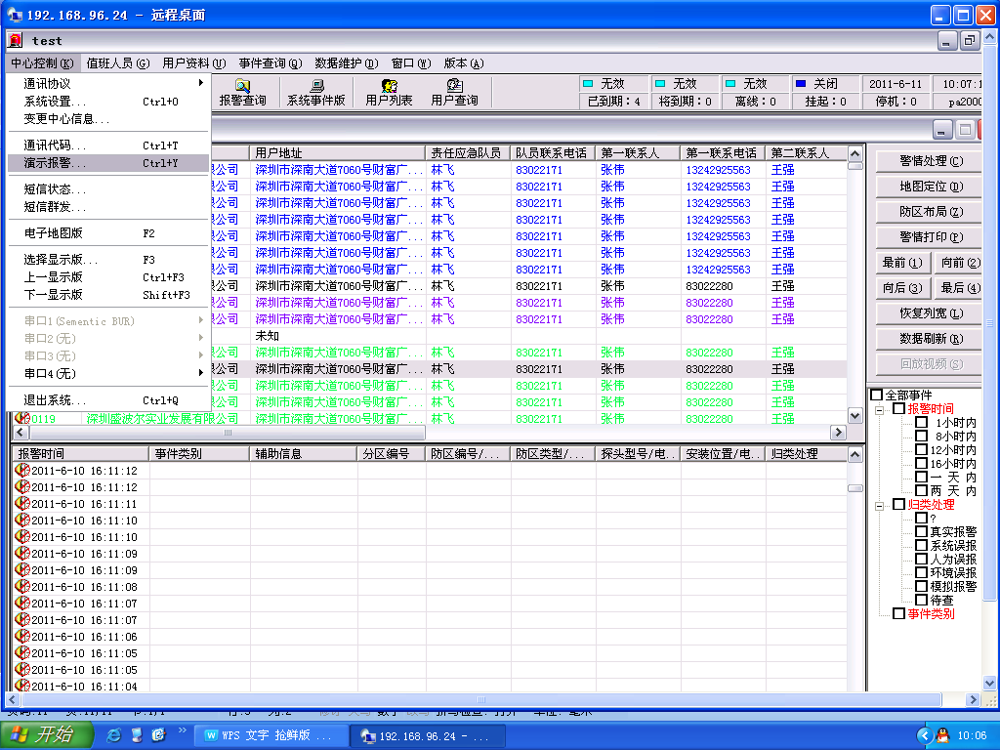 192.168.96.24 - 远程桌面
test
中心控制(K) 值班人员(G) 用户资料(U) 事件查询(Q) 数据维护(D) 窗口(W) 版本(A)
通讯协议
系统设置... Ctrl+O
变更中心信息...
通讯代码... Ctrl+T
演示报警... Ctrl+Y
短信状态...
短信群发...
电子地图版 F2
选择显示版... F3
上一显示版 Ctrl+F3
下一显示版 Shift+F3
串口1(Sementic BUR)
串口2(无)
串口3(无)
串口4(无)
退出系统... Ctrl+Q
报警查询 系统事件版 用户列表 用户查询
无效 无效 无效 关闭 2011-6-11 10:07:1
已到期:4 将到期:0 离线:0 挂起:0 停机:0 pa2000
用户地址 责任应急队员 队员联系电话 第一联系人 第一联系电话 第二联系人
公司 深圳市深南大道7060号财富广... 林飞 83022171 张伟 13242925563 王强
公司 深圳市深南大道7060号财富广... 林飞 83022171 张伟 13242925563 王强
公司 深圳市深南大道7060号财富广... 林飞 83022171 张伟 13242925563 王强
公司 深圳市深南大道7060号财富广... 林飞 83022171 张伟 13242925563 王强
公司 深圳市深南大道7060号财富广... 林飞 83022171 张伟 13242925563 王强
公司 深圳市深南大道7060号财富广... 林飞 83022171 张伟 13242925563 王强
公司 深圳市深南大道7060号财富广... 林飞 83022171 张伟 13242925563 王强
公司 深圳市深南大道7060号财富广... 林飞 83022171 张伟 83022280 王强
公司 深圳市深南大道7060号财富广... 林飞 83022171 张伟 83022280 王强
公司 深圳市深南大道7060号财富广... 林飞 83022171 张伟 83022280 王强
未知
公司 深圳市深南大道7060号财富广... 林飞 83022171 张伟 83022280 王强
公司 深圳市深南大道7060号财富广... 林飞 83022171 张伟 83022280 王强
公司 深圳市深南大道7060号财富广... 林飞 83022171 张伟 83022280 王强
公司 深圳市深南大道7060号财富广... 林飞 83022171 张伟 83022280 王强
0119 深圳盛波尔实业发展有限公司 深圳市深南大道7060号财富广... 林飞 83022171 张伟 83022280 王强
警情处理(C)
地图定位(D)
防区布局(Z)
警情打印(P)
最前(1) 向前(2)
向后(3) 最后(4)
恢复列宽(L)
数据刷新(R)
回放视频(S)
全部事件
报警时间
1小时内
8小时内
12小时内
16小时内
一 天 内
两 天 内
归类处理
?
真实报警
系统误报
人为误报
环境误报
模拟报警
待查
事件类别
报警时间 事件类别 辅助信息 分区编号 防区编号/... 防区类型/... 探头型号/电.. 安装位置/电.. 归类处理
2011-6-10 16:11:12
2011-6-10 16:11:12
2011-6-10 16:11:11
2011-6-10 16:11:10
2011-6-10 16:11:10
2011-6-10 16:11:09
2011-6-10 16:11:09
2011-6-10 16:11:08
2011-6-10 16:11:07
2011-6-10 16:11:07
2011-6-10 16:11:06
2011-6-10 16:11:05
2011-6-10 16:11:05
2011-6-10 16:11:04
开始 WPS 文字 抢鲜版 ... 192.168.96.24 - ... 10:06